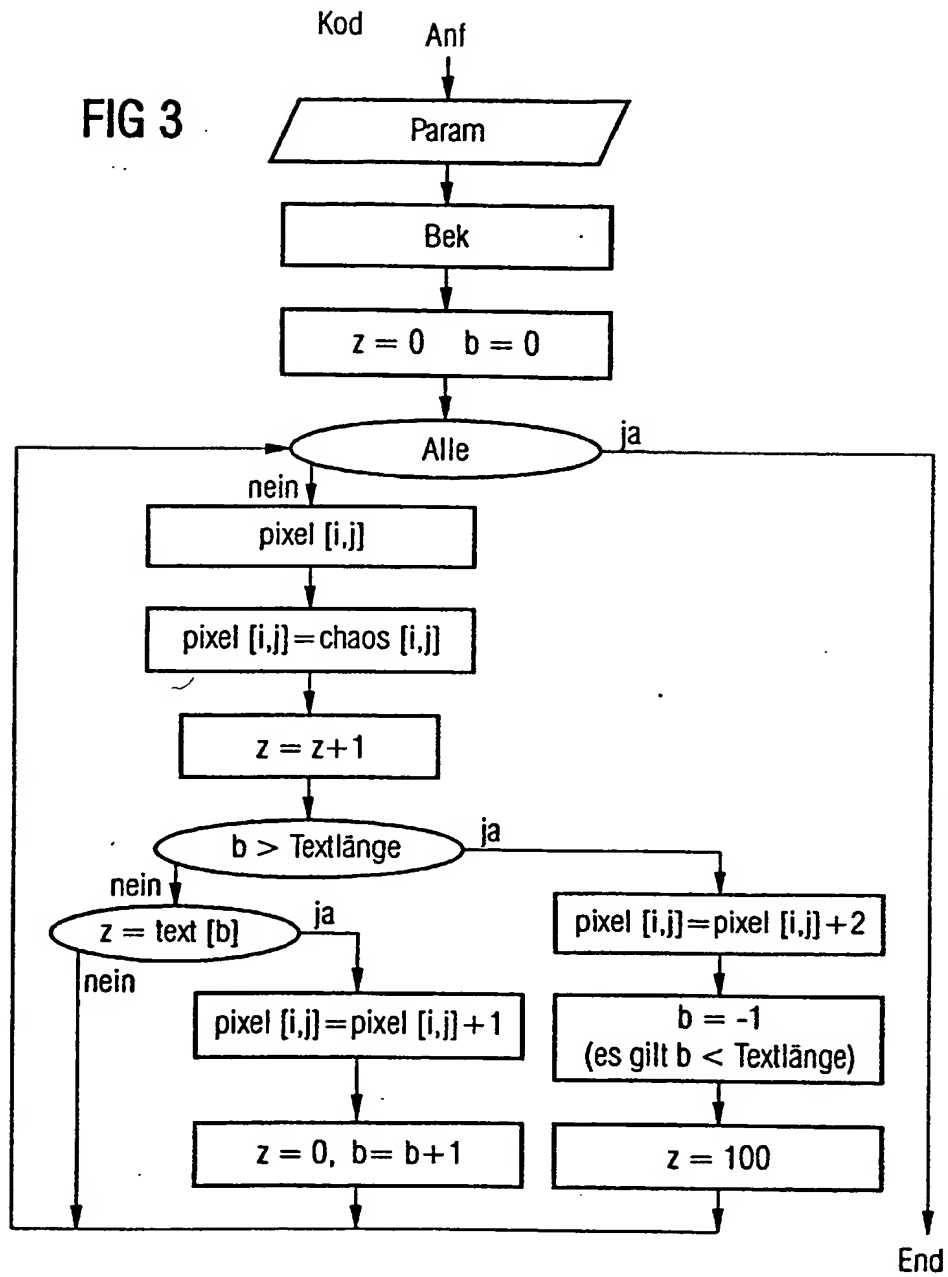 Kod
Anf
FIG 3
Param
Bek
z = 0 b = 0
Alle
ja
nein
pixel [i,j]
pixel [i,j]=chaos [i,j]
z = z+1
b > Textlänge
ja
nein
z = text [b]
ja
nein
pixel [i,j]=pixel [i,j]+2
pixel [i,j]=pixel [i,j]+1
b = -1
(es gilt b < Textlänge)
z = 0, b= b+1
z = 100
End